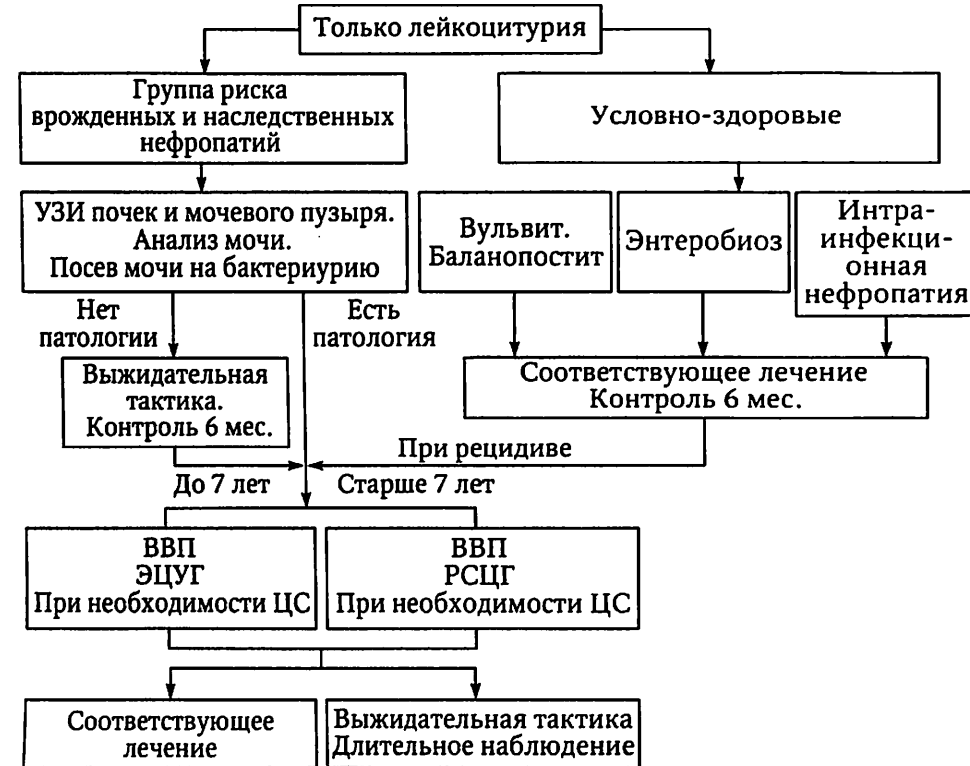 Только лейкоцитурия
Группа риска
врожденных и наследственных
нефропатий
Условно-здоровые
УЗИ почек и мочевого пузыря.
Анализ мочи.
Посев мочи на бактериурию
Вульвит.
Баланопостит
Энтеробиоз
Интра-
инфекци-
онная
нефропатия
Нет
патологии
Есть
патология
Выжидательная
тактика.
Контроль 6 мес.
Соответствующее лечение
Контроль 6 мес.
При рецидиве
До 7 лет
Старше 7 лет
ВВП
ЭЦУГ
При необходимости ЦС
ВВП
РСЦГ
При необходимости ЦС
Соответствующее
лечение
Выжидательная тактика
Длительное наблюдение